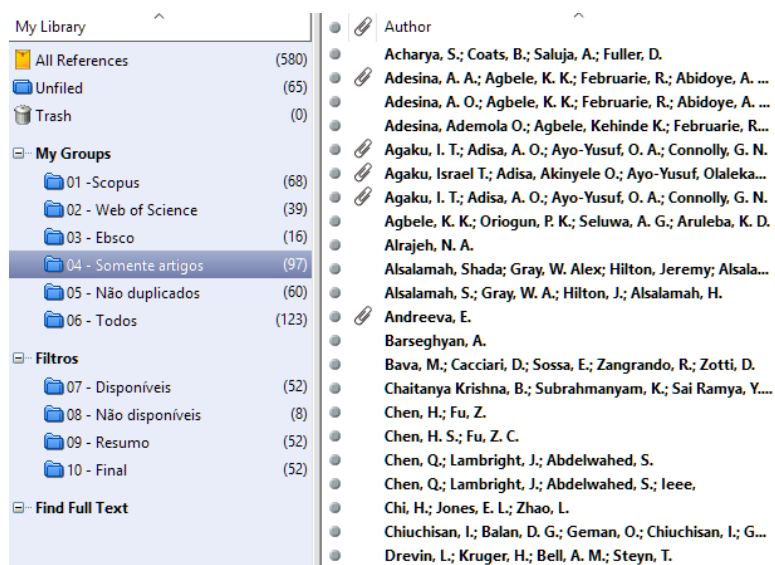 My Library
All References (580)
Unfiled (65)
Trash (0)
My Groups
01 -Scopus (68)
02 - Web of Science (39)
03 - Ebsco (16)
04 - Somente artigos (97)
05 - Não duplicados (60)
06 - Todos (123)
Filtros
07 - Disponíveis (52)
08 - Não disponíveis (8)
09 - Resumo (52)
10 - Final (52)
Find Full Text
Author
Acharya, S.; Coats, B.; Saluja, A.; Fuller, D.
Adesina, A. A.; Agbele, K. K.; Februarie, R.; Abidoye, A. ...
Adesina, A. O.; Agbele, K. K.; Februarie, R.; Abidoye, A. ...
Adesina, Ademola O.; Agbele, Kehinde K.; Februarie, R...
Agaku, I. T.; Adisa, A. O.; Ayo-Yusuf, O. A.; Connolly, G. N.
Agaku, Israel T.; Adisa, Akinyele O.; Ayo-Yusuf, Olaleka...
Agaku, I. T.; Adisa, A. O.; Ayo-Yusuf, O. A.; Connolly, G. N.
Agbele, K. K.; Oriogun, P. K.; Seluwa, A. G.; Aruleba, K. D.
Alrajeh, N. A.
Alsalamah, Shada; Gray, W. Alex; Hilton, Jeremy; Alsala...
Alsalamah, S.; Gray, W. A.; Hilton, J.; Alsalamah, H.
Andreeva, E.
Barseghyan, A.
Bava, M.; Cacciari, D.; Sossa, E.; Zangrando, R.; Zotti, D.
Chaitanya Krishna, B.; Subrahmanyam, K.; Sai Ramya, Y....
Chen, H.; Fu, Z.
Chen, H. S.; Fu, Z. C.
Chen, Q.; Lambright, J.; Abdelwahed, S.
Chen, Q.; Lambright, J.; Abdelwahed, S.; Ieee,
Chi, H.; Jones, E. L.; Zhao, L.
Chiuchisan, I.; Balan, D. G.; Geman, O.; Chiuchisan, I.; G...
Drevin, L.; Kruger, H.; Bell, A. M.; Steyn, T.